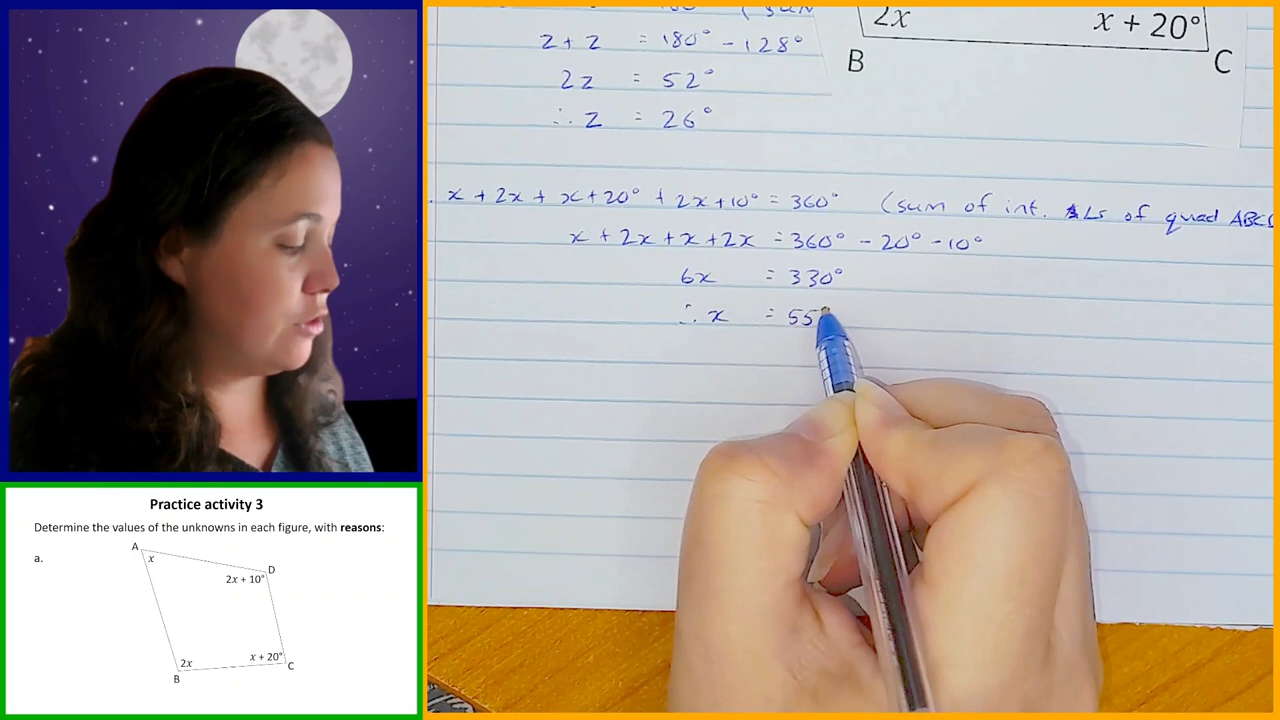 z + z = 180° - 128°
2z = 52°
∴ z = 26°
2x
x + 20°
B
C
x + 2x + x + 20° + 2x + 10° = 360° (sum of int. ∠s of quad ABCD
x + 2x + x + 2x = 360° - 20° - 10°
6x = 330°
∴ x = 55°
Practice activity 3
Determine the values of the unknowns in each figure, with reasons:
a.
A
x
D
2x + 10°
2x
x + 20°
B
C